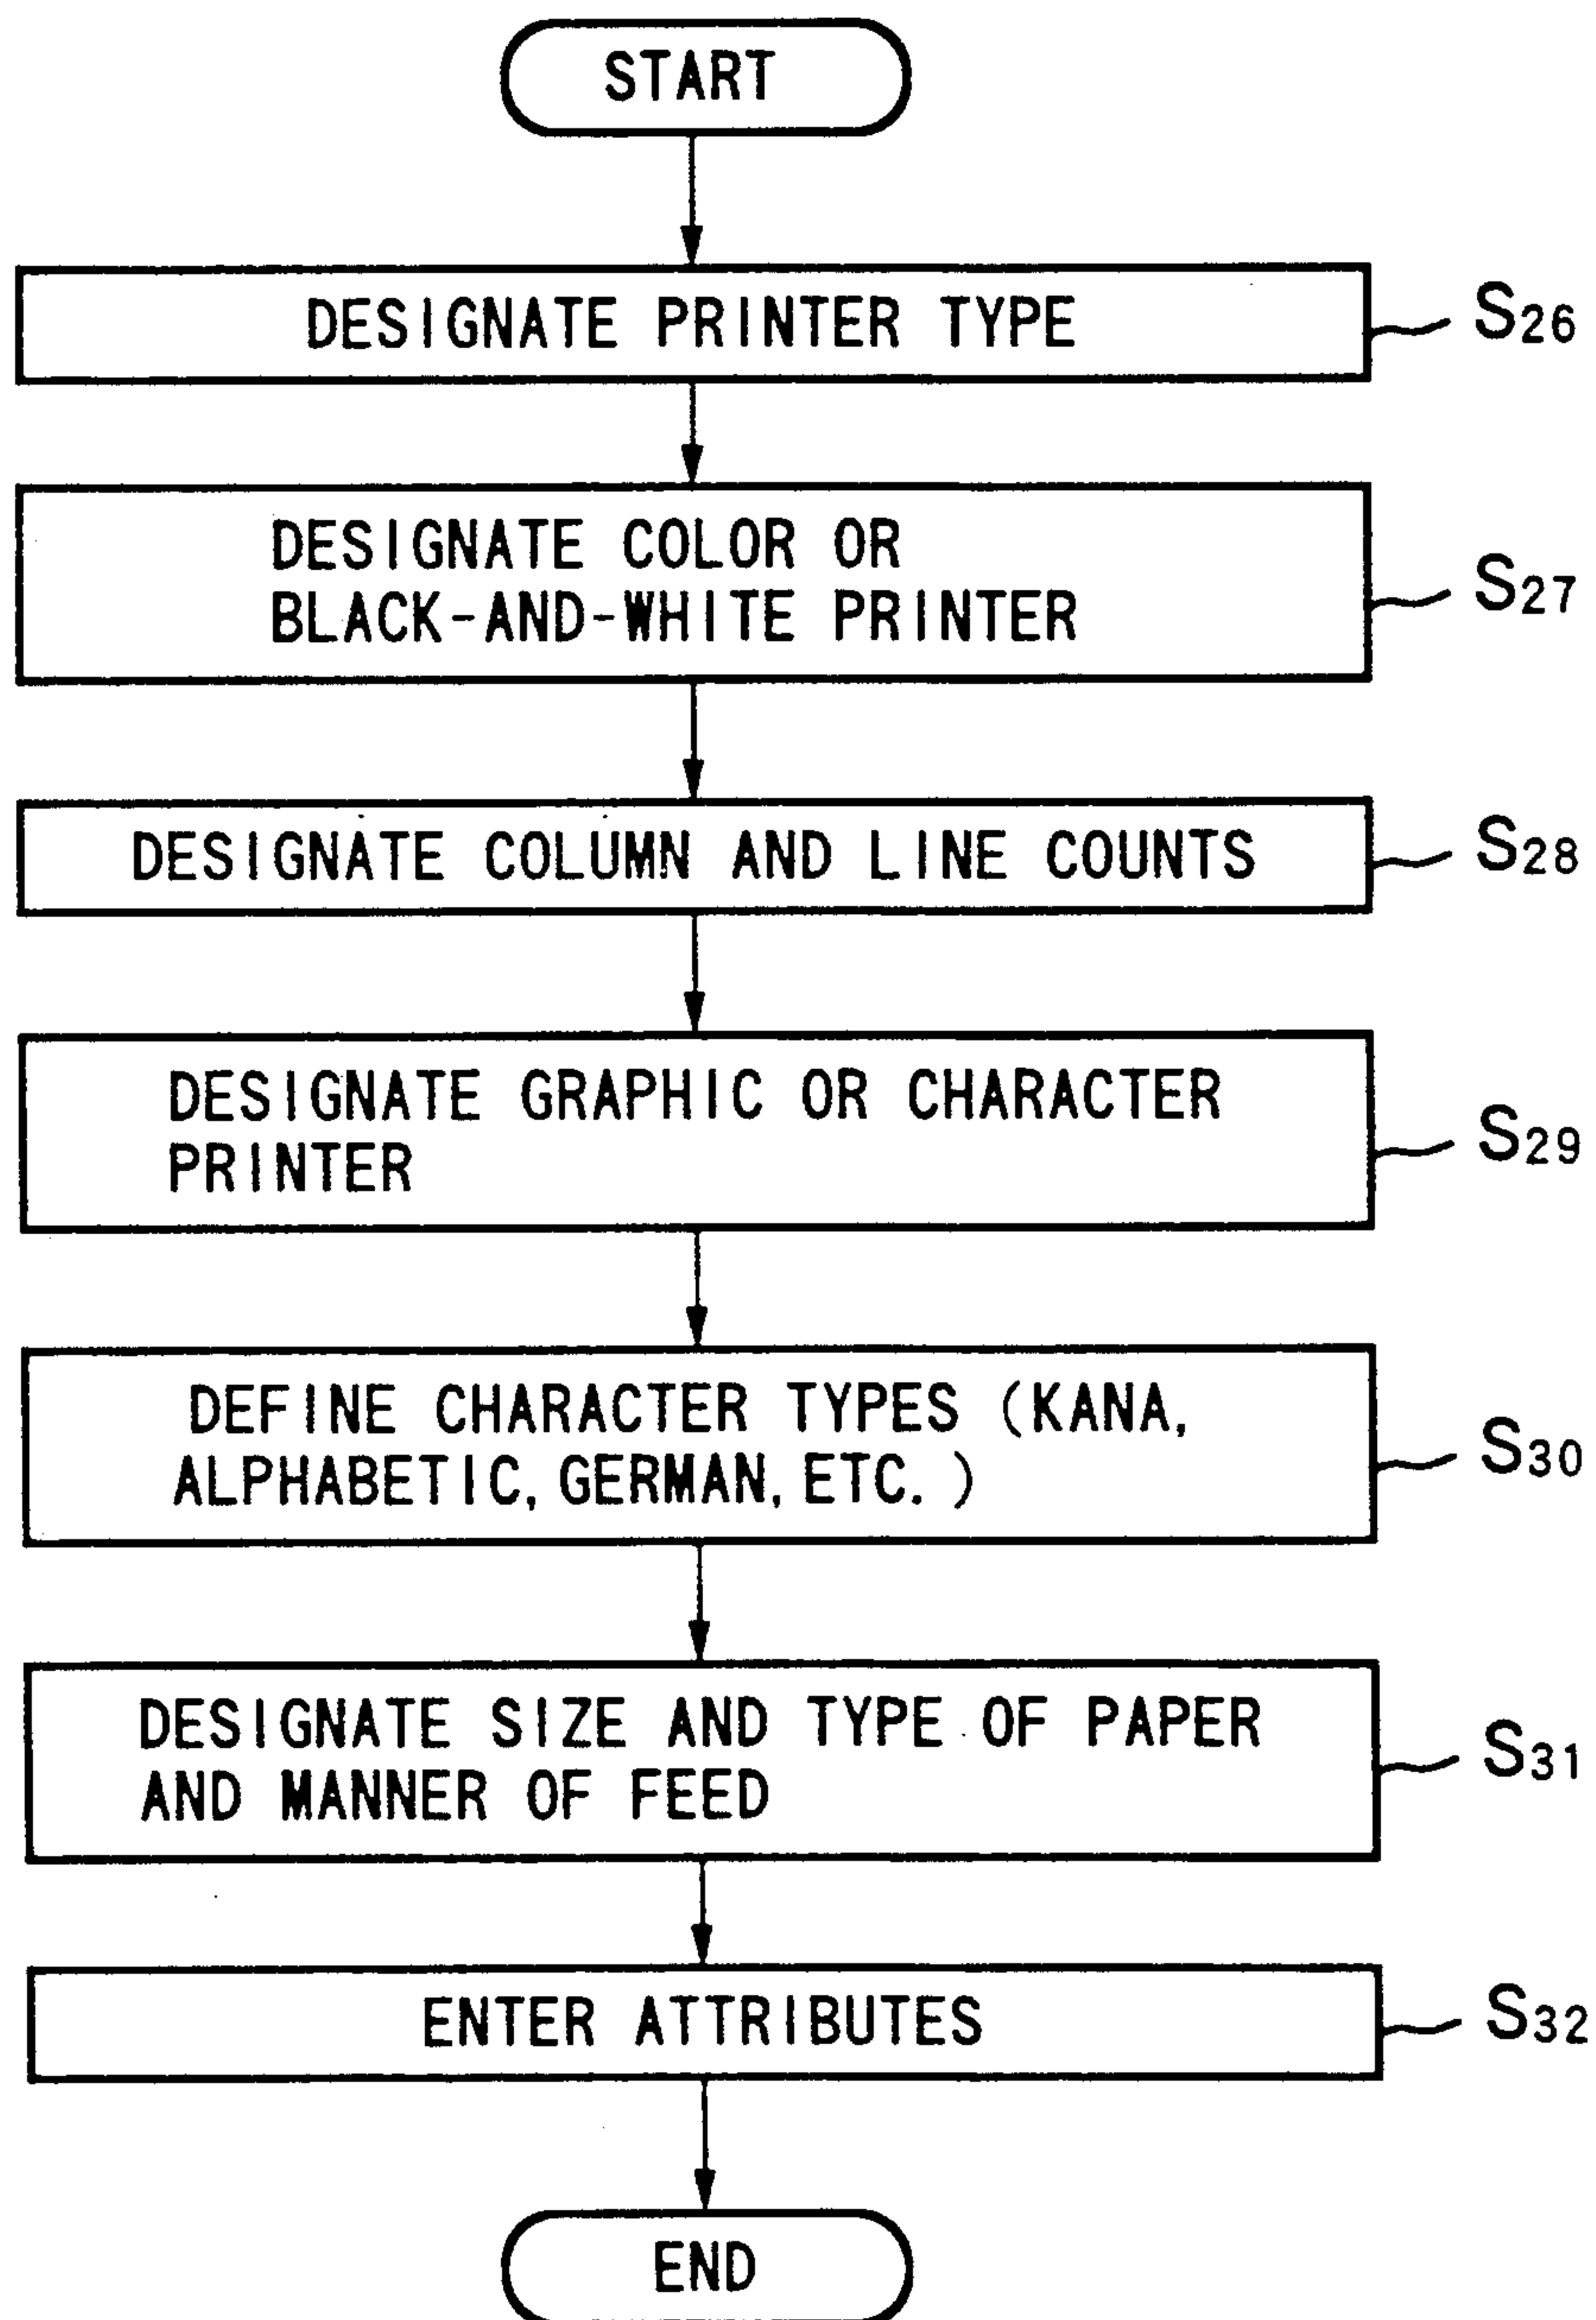 START
DESIGNATE PRINTER TYPE
S26
DESIGNATE COLOR OR
BLACK-AND-WHITE PRINTER
S27
DESIGNATE COLUMN AND LINE COUNTS
S28
DESIGNATE GRAPHIC OR CHARACTER
PRINTER
S29
DEFINE CHARACTER TYPES (KANA,
ALPHABETIC, GERMAN, ETC. )
S30
DESIGNATE SIZE AND TYPE OF PAPER
AND MANNER OF FEED
S31
ENTER ATTRIBUTES
S32
END